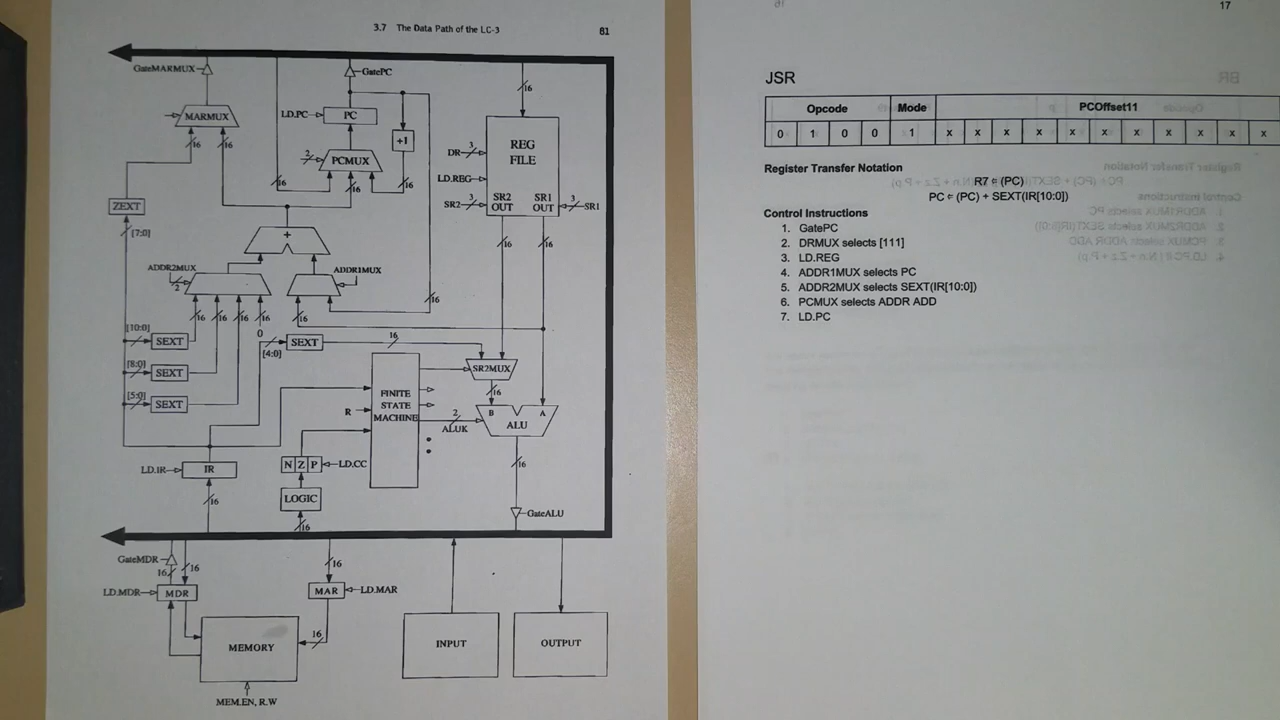 3.7 The Data Path of the LC-3 81
GateMARMUX
GatePC
16
MARMUX
LD.PC
PC
+1
REG
FILE
16
16
2
PCMUX
DR
3
LD.REG
16
16
16
ZEXT
SR2
3
SR2
OUT
SR1
OUT
3
SR1
[7:0]
+
16
16
ADDR2MUX
2
ADDR1MUX
16
16
16
16
16
16
[10:0]
SEXT
0
[4:0]
SEXT
16
[8:0]
SEXT
SR2MUX
[5:0]
SEXT
FINITE
STATE
MACHINE
16
R
2
ALUK
B
A
ALU
LD.IR
IR
N Z P
LD.CC
16
16
LOGIC
16
GateALU
GateMDR
16
16
16
LD.MDR
MDR
MAR
LD.MAR
16
MEMORY
INPUT
OUTPUT
MEM.EN, R.W
17
JSR
Opcode Mode PCOffset11
0 1 0 0 1 x x x x x x x x x x x
Register Transfer Notation
R7 ⇐ (PC)
PC ⇐ (PC) + SEXT(IR[10:0])
Control Instructions
1. GatePC
2. DRMUX selects [111]
3. LD.REG
4. ADDR1MUX selects PC
5. ADDR2MUX selects SEXT(IR[10:0])
6. PCMUX selects ADDR ADD
7. LD.PC